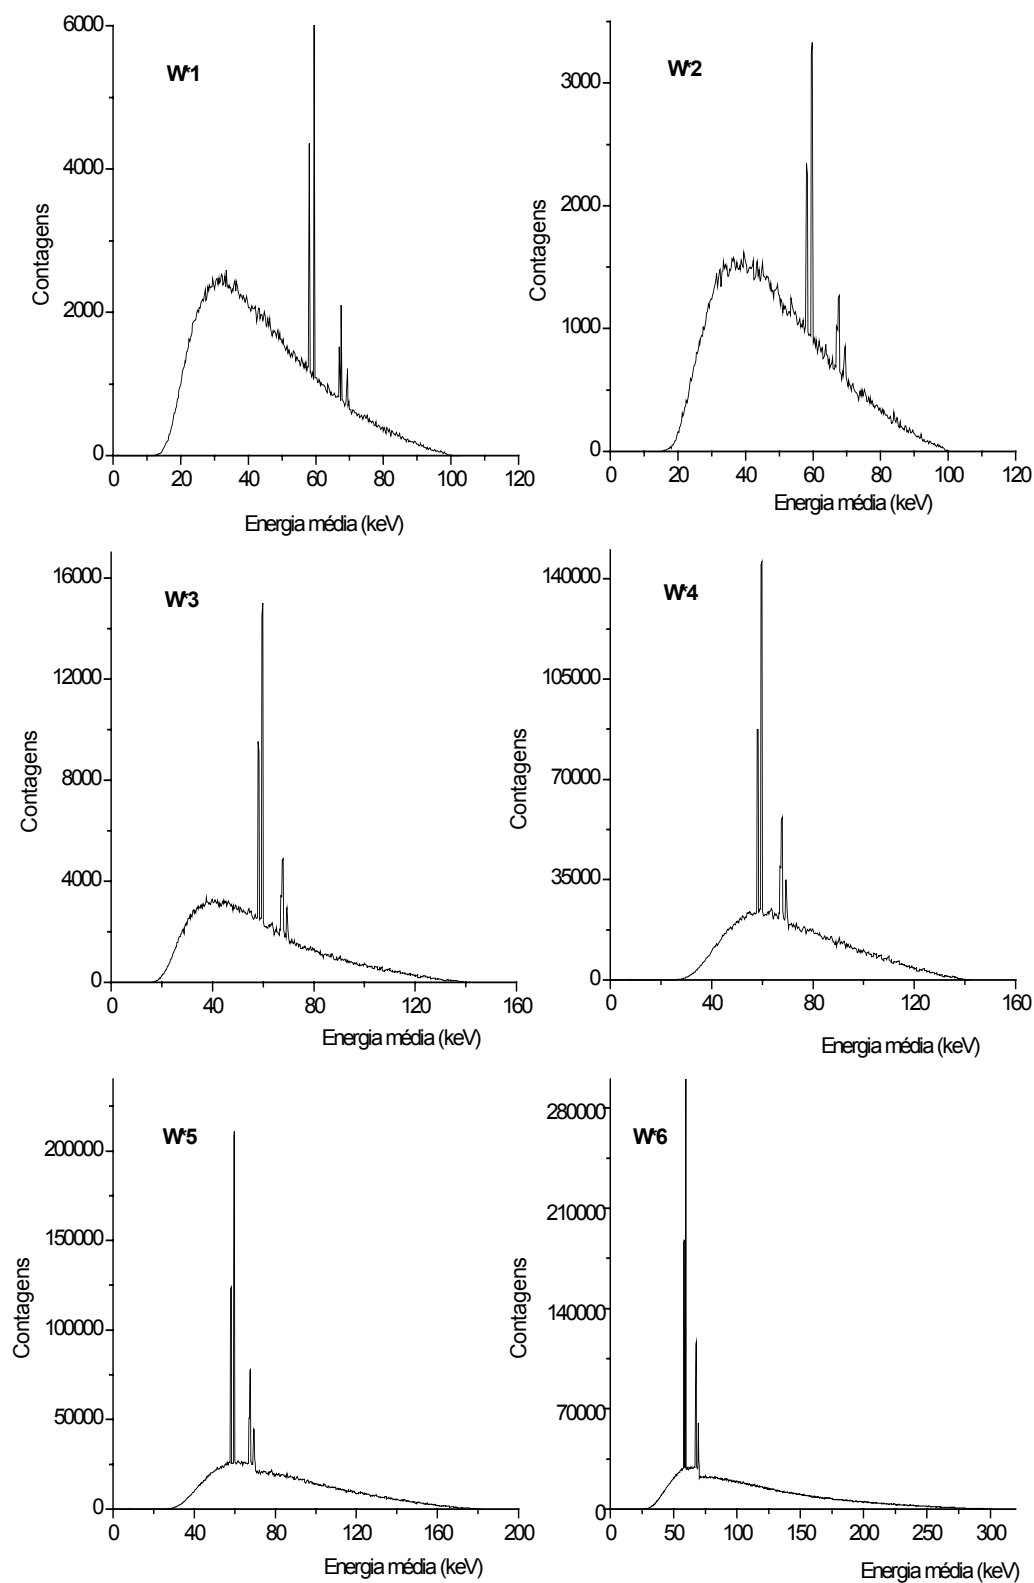 W*1
Contagens
6000
4000
2000
0
0 20 40 60 80 100 120
Energia média (keV)
W*2
Contagens
3000
2000
1000
0
0 20 40 60 80 100 120
Energia média (keV)
W*3
Contagens
16000
12000
8000
4000
0
0 40 80 120 160
Energia média (keV)
W*4
Contagens
140000
105000
70000
35000
0
0 40 80 120 160
Energia média (keV)
W*5
Contagens
200000
150000
100000
50000
0
0 40 80 120 160 200
Energia média (keV)
W*6
Contagens
280000
210000
140000
70000
0
0 50 100 150 200 250 300
Energia média (keV)